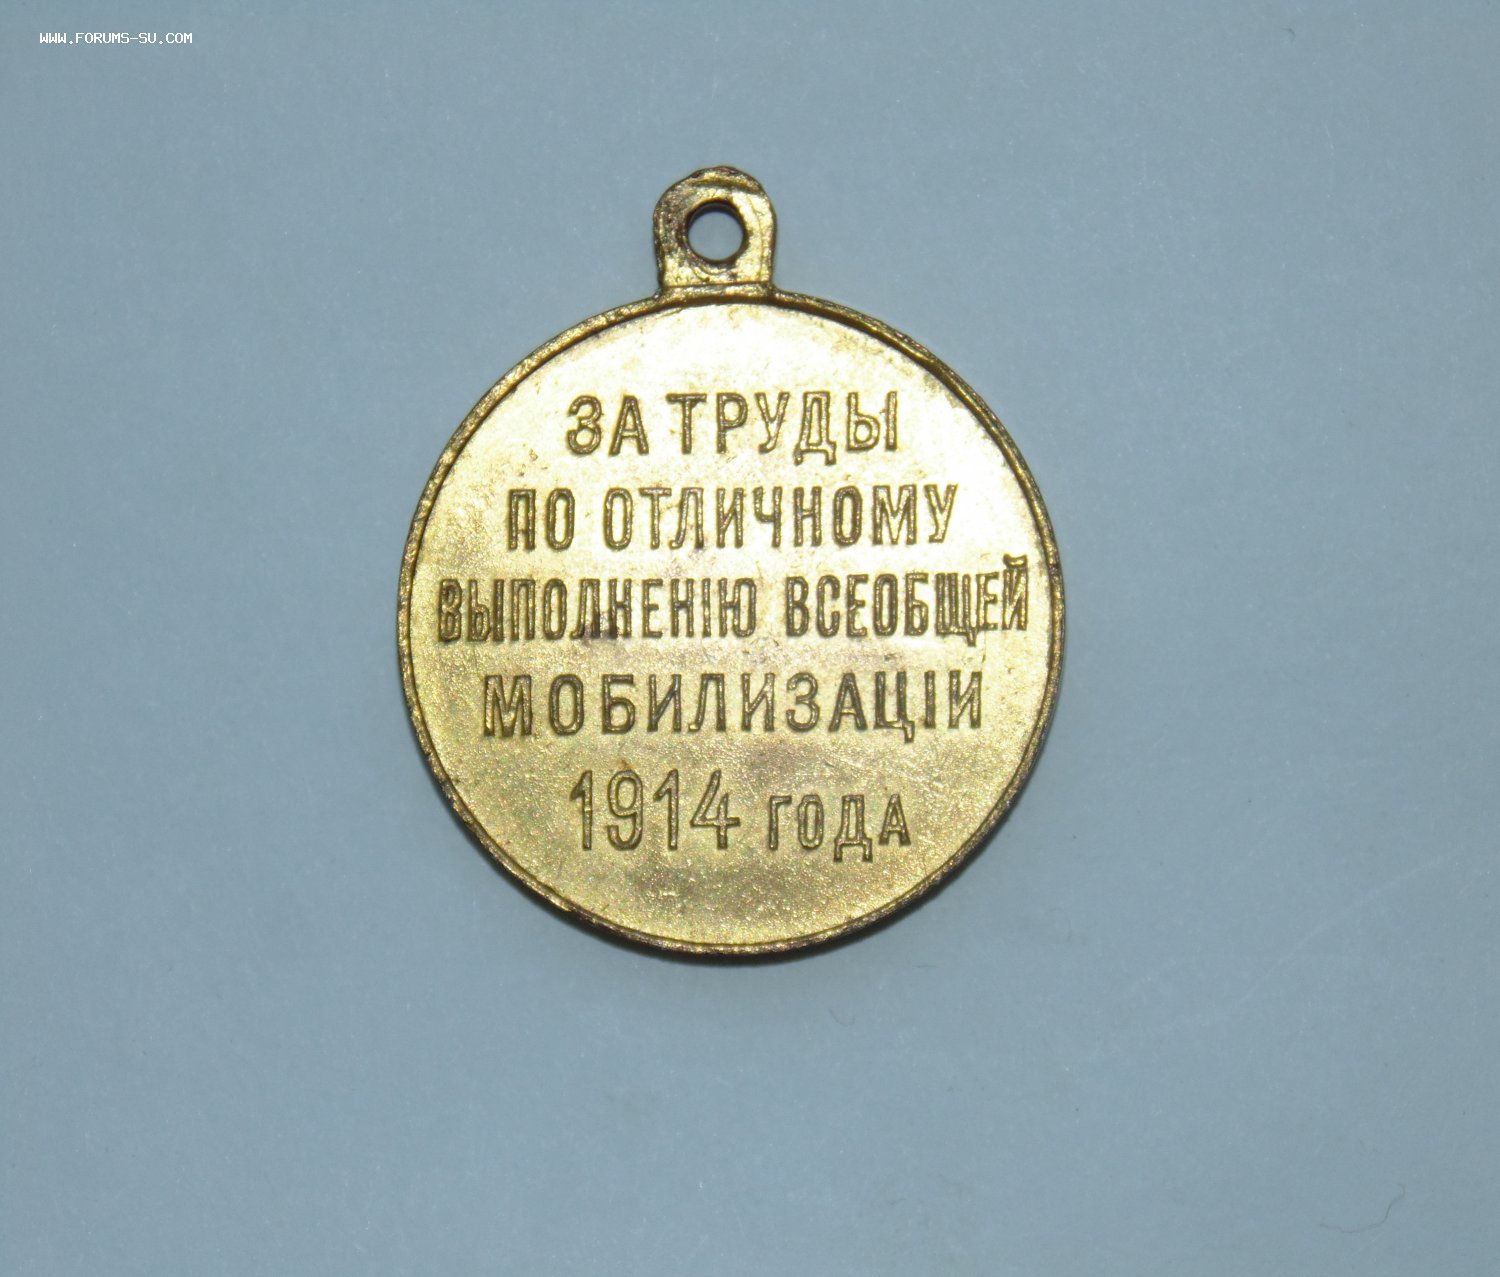 WWW.FORUMS-SU.COM
ЗА ТРУДЫ
ПО ОТЛИЧНОМУ
ВЫПОЛНЕНІЮ ВСЕОБЩЕЙ
МОБИЛИЗАЦІИ
1914 ГОДА